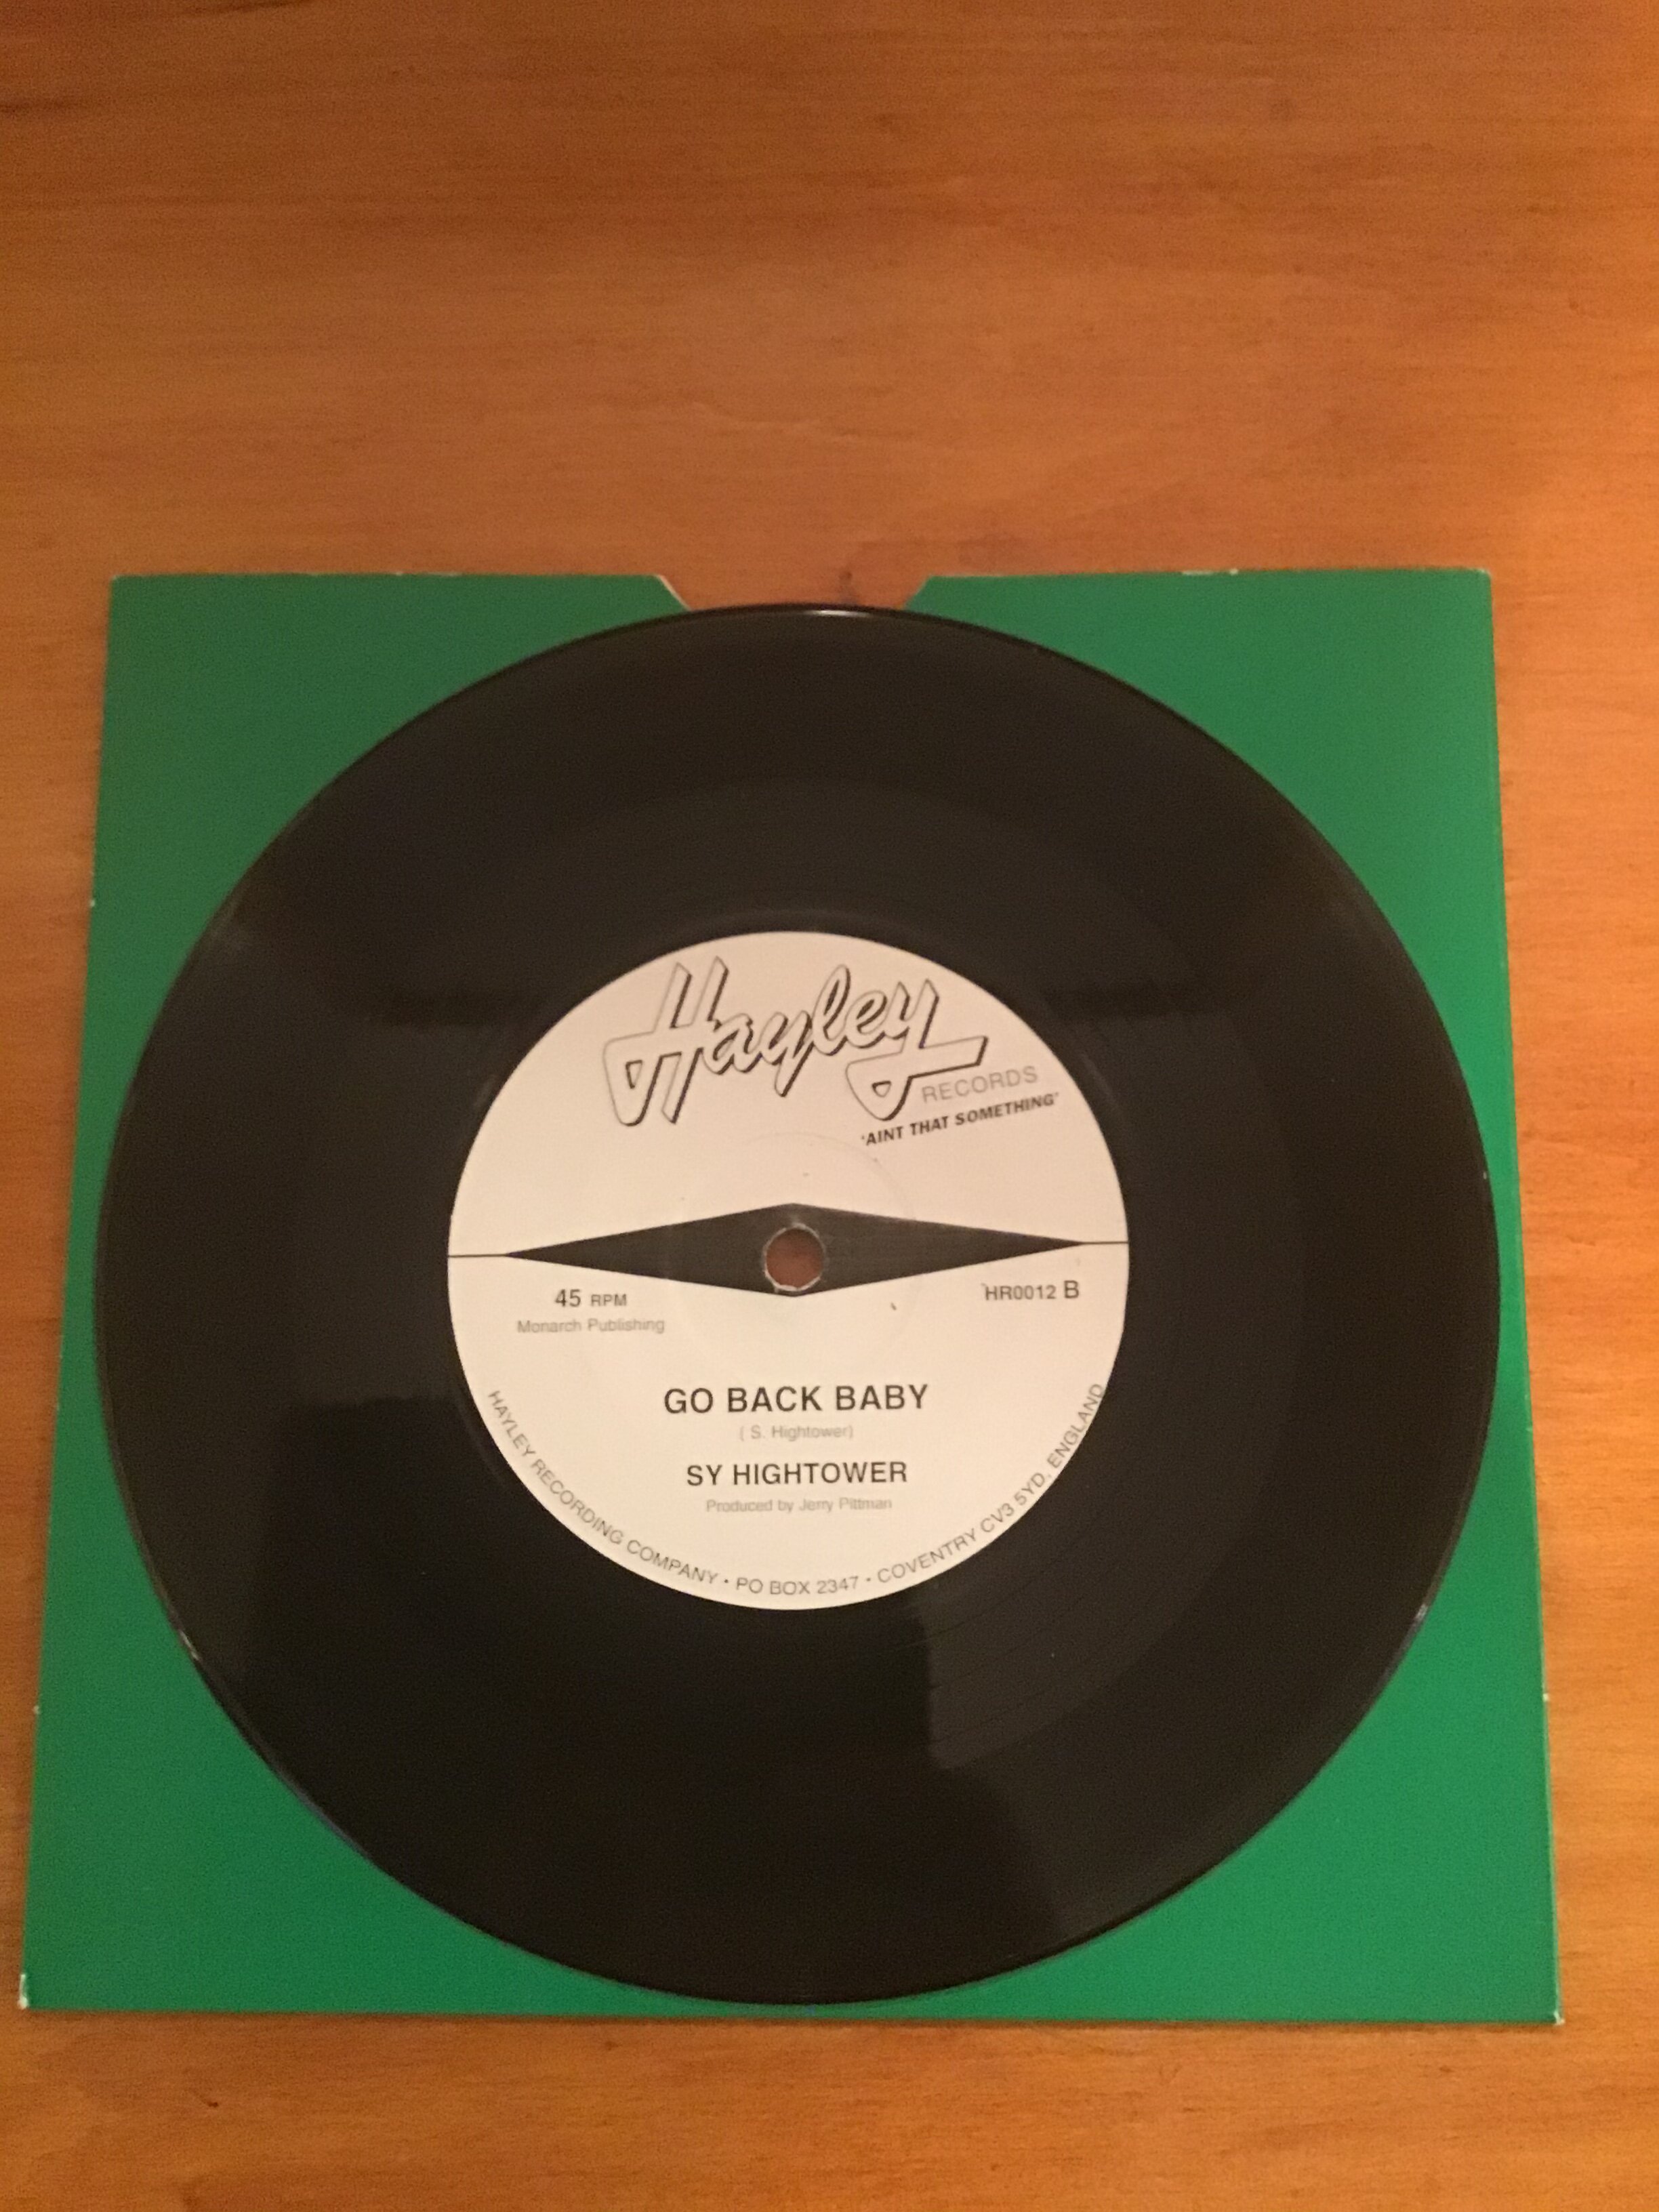 Hayley
RECORDS
'AINT THAT SOMETHING'
45 RPM
Monarch Publishing
HR0012 B
GO BACK BABY
( S. Hightower)
SY HIGHTOWER
Produced by Jerry Pittman
HAYLEY RECORDING COMPANY • PO BOX 2347 • COVENTRY CV3 5YD, ENGLAND